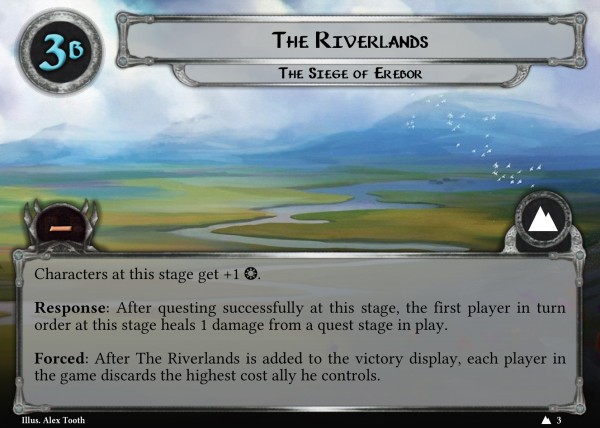 3B
The Riverlands
The Siege of Erebor
–
Characters at this stage get +1 .
Response: After questing successfully at this stage, the first player in turn
order at this stage heals 1 damage from a quest stage in play.
Forced: After The Riverlands is added to the victory display, each player in
the game discards the highest cost ally he controls.
Illus. Alex Tooth
3